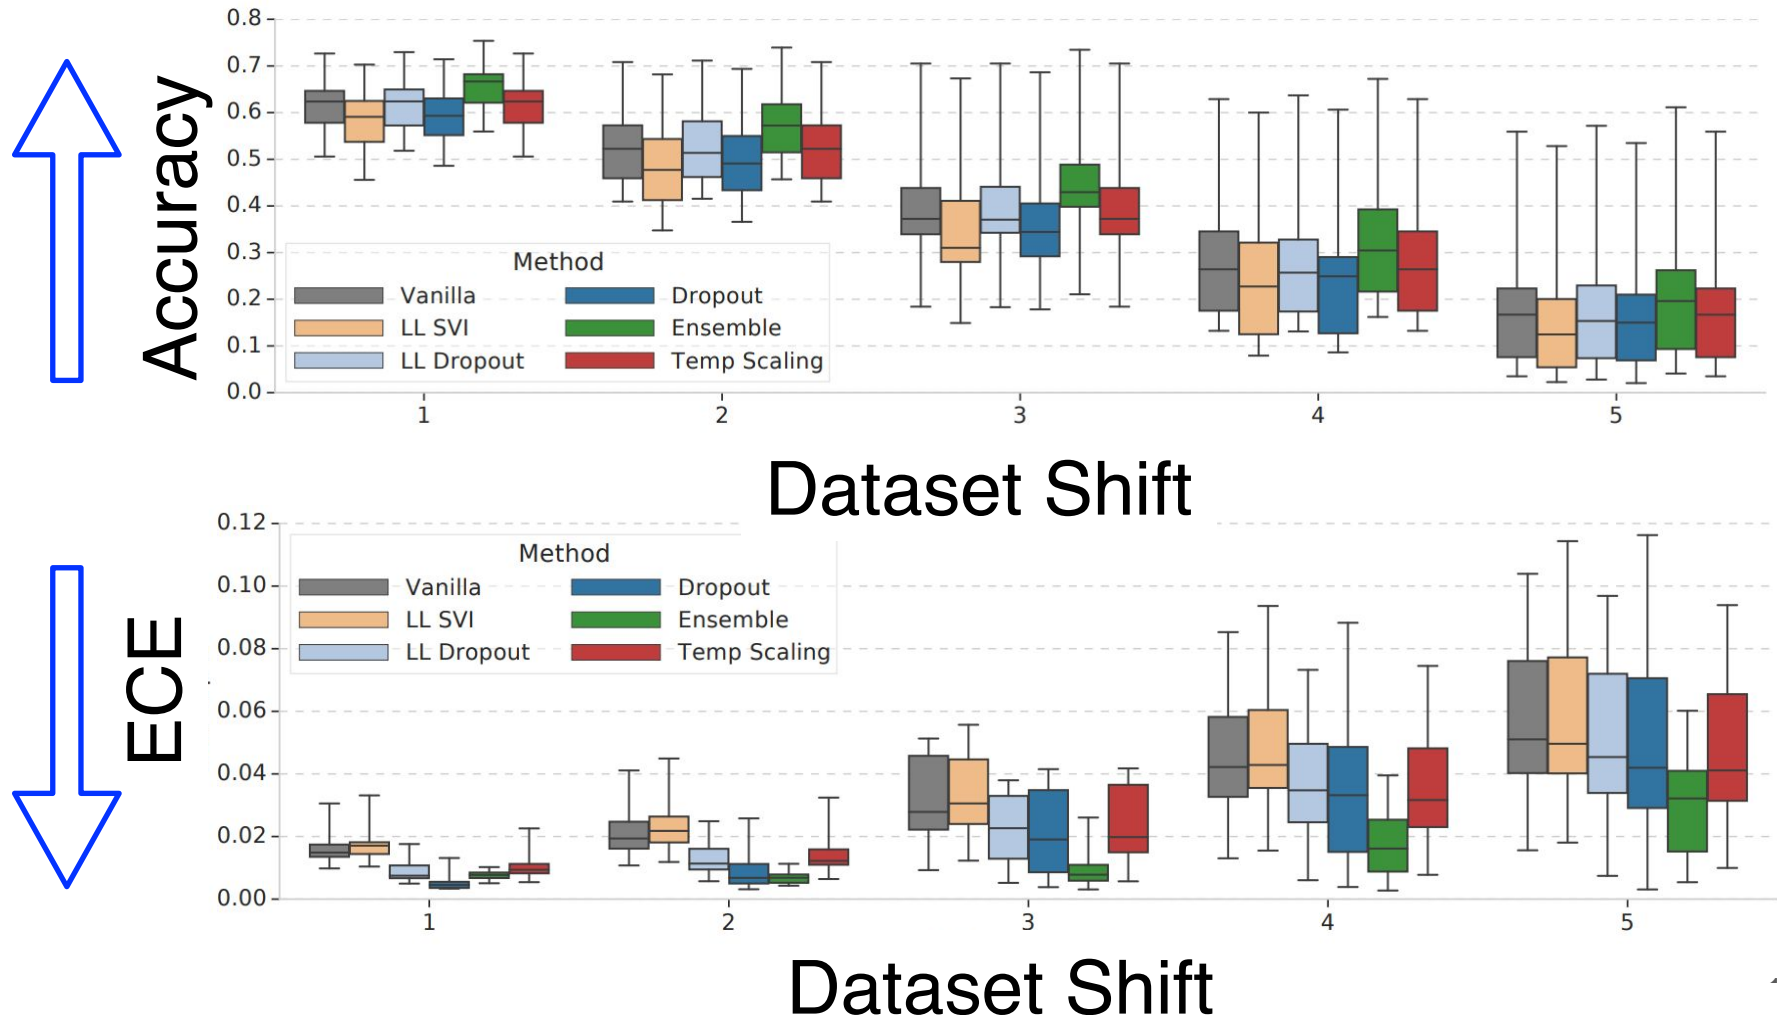 Accuracy
0.8
0.7
0.6
0.5
0.4
0.3
0.2
0.1
0.0
Method
Vanilla Dropout
LL SVI Ensemble
LL Dropout Temp Scaling
1 2 3 4 5
Dataset Shift
ECE
0.12
0.10
0.08
0.06
0.04
0.02
0.00
Method
Vanilla Dropout
LL SVI Ensemble
LL Dropout Temp Scaling
1 2 3 4 5
Dataset Shift